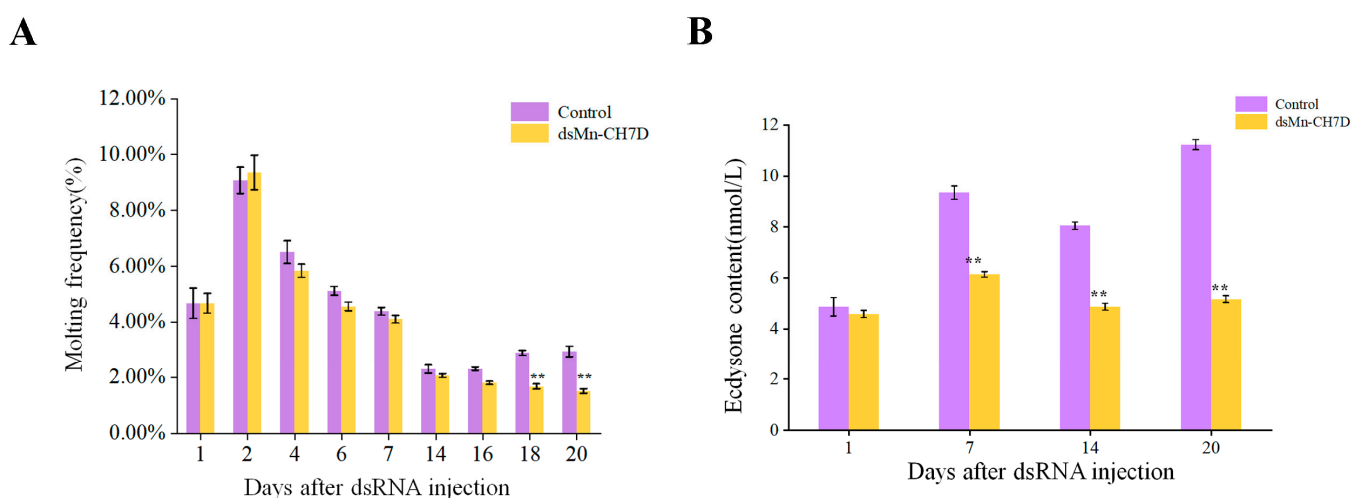 A
12.00%
10.00%
8.00%
6.00%
4.00%
2.00%
0.00%
Molting frequency(%)
Control
dsMn-CH7D
** **
1 2 4 6 7 14 16 18 20
Days after dsRNA injection
B
12
10
8
6
4
2
0
Ecdysone content(nmol/L)
Control
dsMn-CH7D
** ** **
1 7 14 20
Days after dsRNA injection